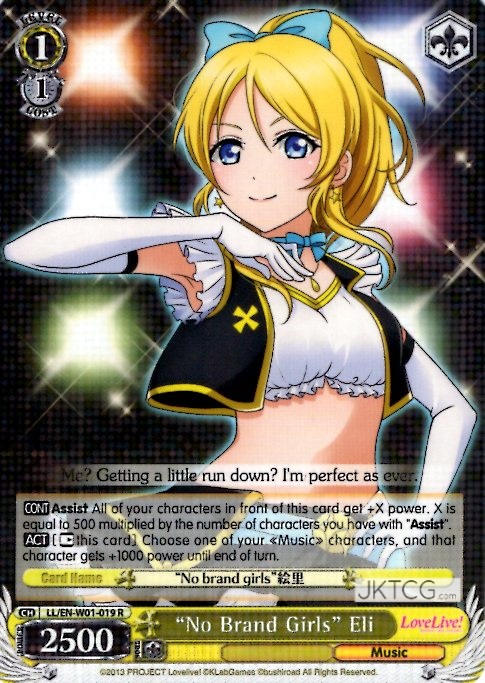 LEVEL
1
1
COST
Me? Getting a little run down? I'm perfect as ever.
CONT Assist All of your characters in front of this card get +X power. X is
equal to 500 multiplied by the number of characters you have with "Assist".
ACT [this card] Choose one of your «Music» characters, and that
character gets +1000 power until end of turn.
Card Name "No brand girls"絵里
JKTCG.com
CH LL/EN-W01-019 R
"No Brand Girls" Eli
LoveLive!
POWER 2500 SOUL
Music
©2013 PROJECT Lovelive! ©KLabGames ©bushiroad All Rights Reserved.